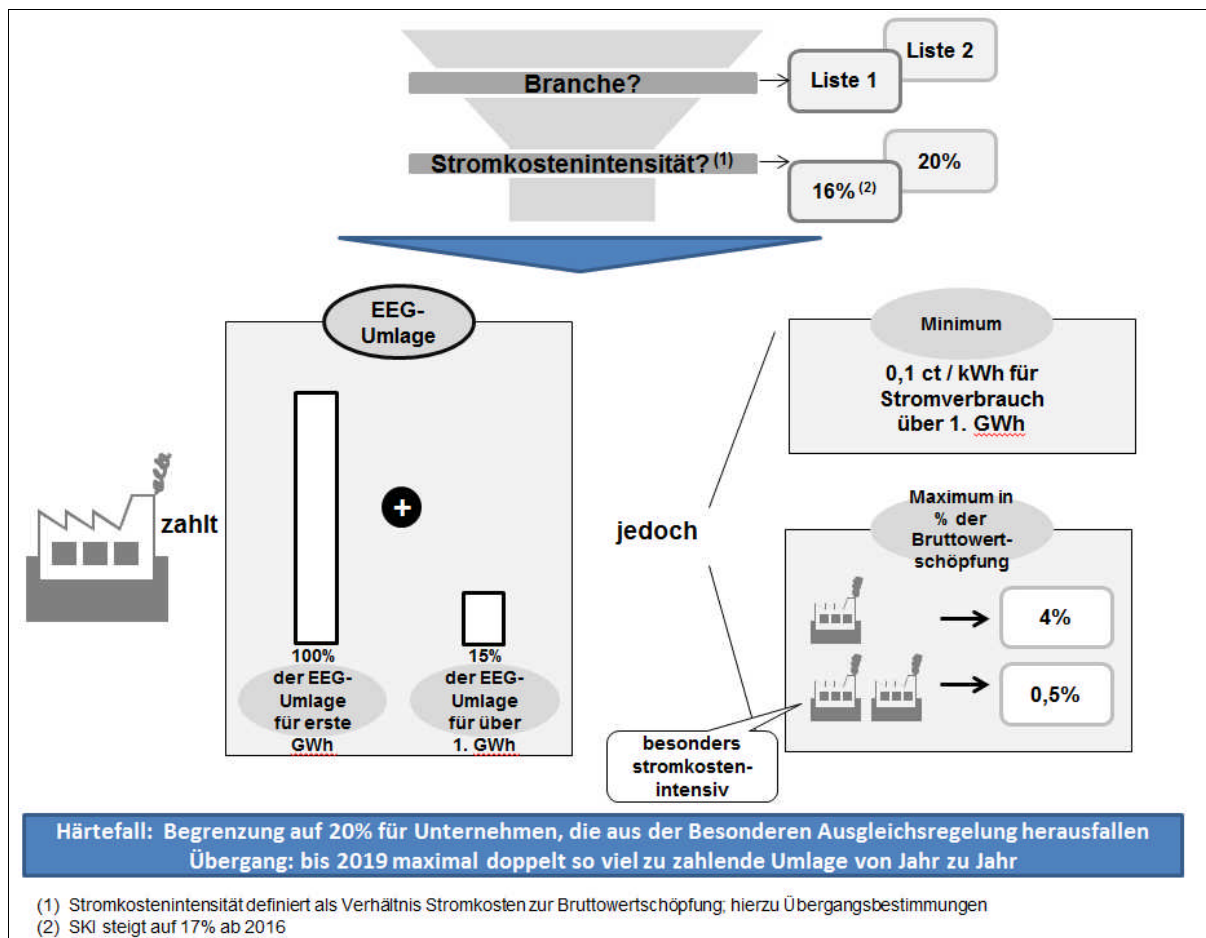 Branche?
Liste 1
Liste 2
Stromkostenintensität? (1)
16% (2)
20%
EEG-
Umlage
zahlt
+
100%
der EEG-
Umlage
für erste
GWh
15%
der EEG-
Umlage
für über
1. GWh
jedoch
Minimum
0,1 ct / kWh für
Stromverbrauch
über 1. GWh
Maximum in
% der
Bruttowert-
schöpfung
4%
0,5%
besonders
stromkosten-
intensiv
Härtefall: Begrenzung auf 20% für Unternehmen, die aus der Besonderen Ausgleichsregelung herausfallen
Übergang: bis 2019 maximal doppelt so viel zu zahlende Umlage von Jahr zu Jahr
(1) Stromkostenintensität definiert als Verhältnis Stromkosten zur Bruttowertschöpfung; hierzu Übergangsbestimmungen
(2) SKI steigt auf 17% ab 2016